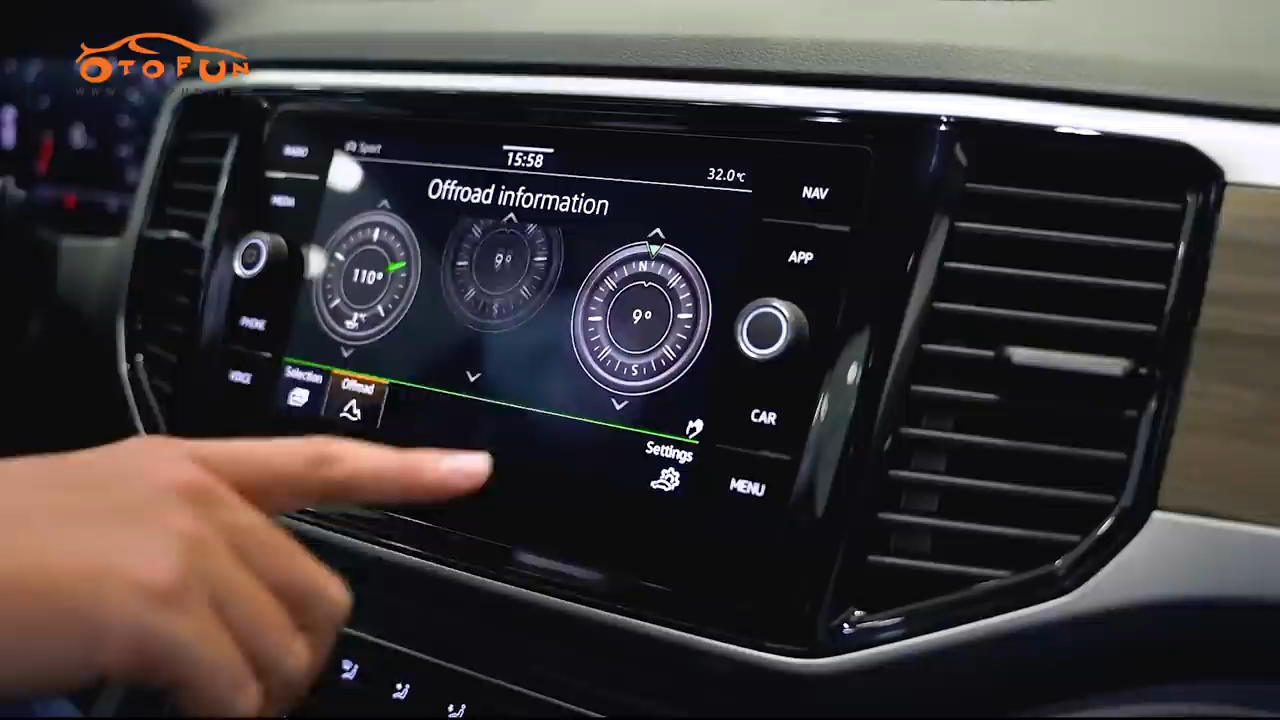 OTOFUN
RADIO
MEDIA
PHONE
VOICE
Sport
15:58
32.0°C
Offroad information
110°
9°
S
N
9°
S
Selection
Offroad
Settings
NAV
APP
CAR
MENU